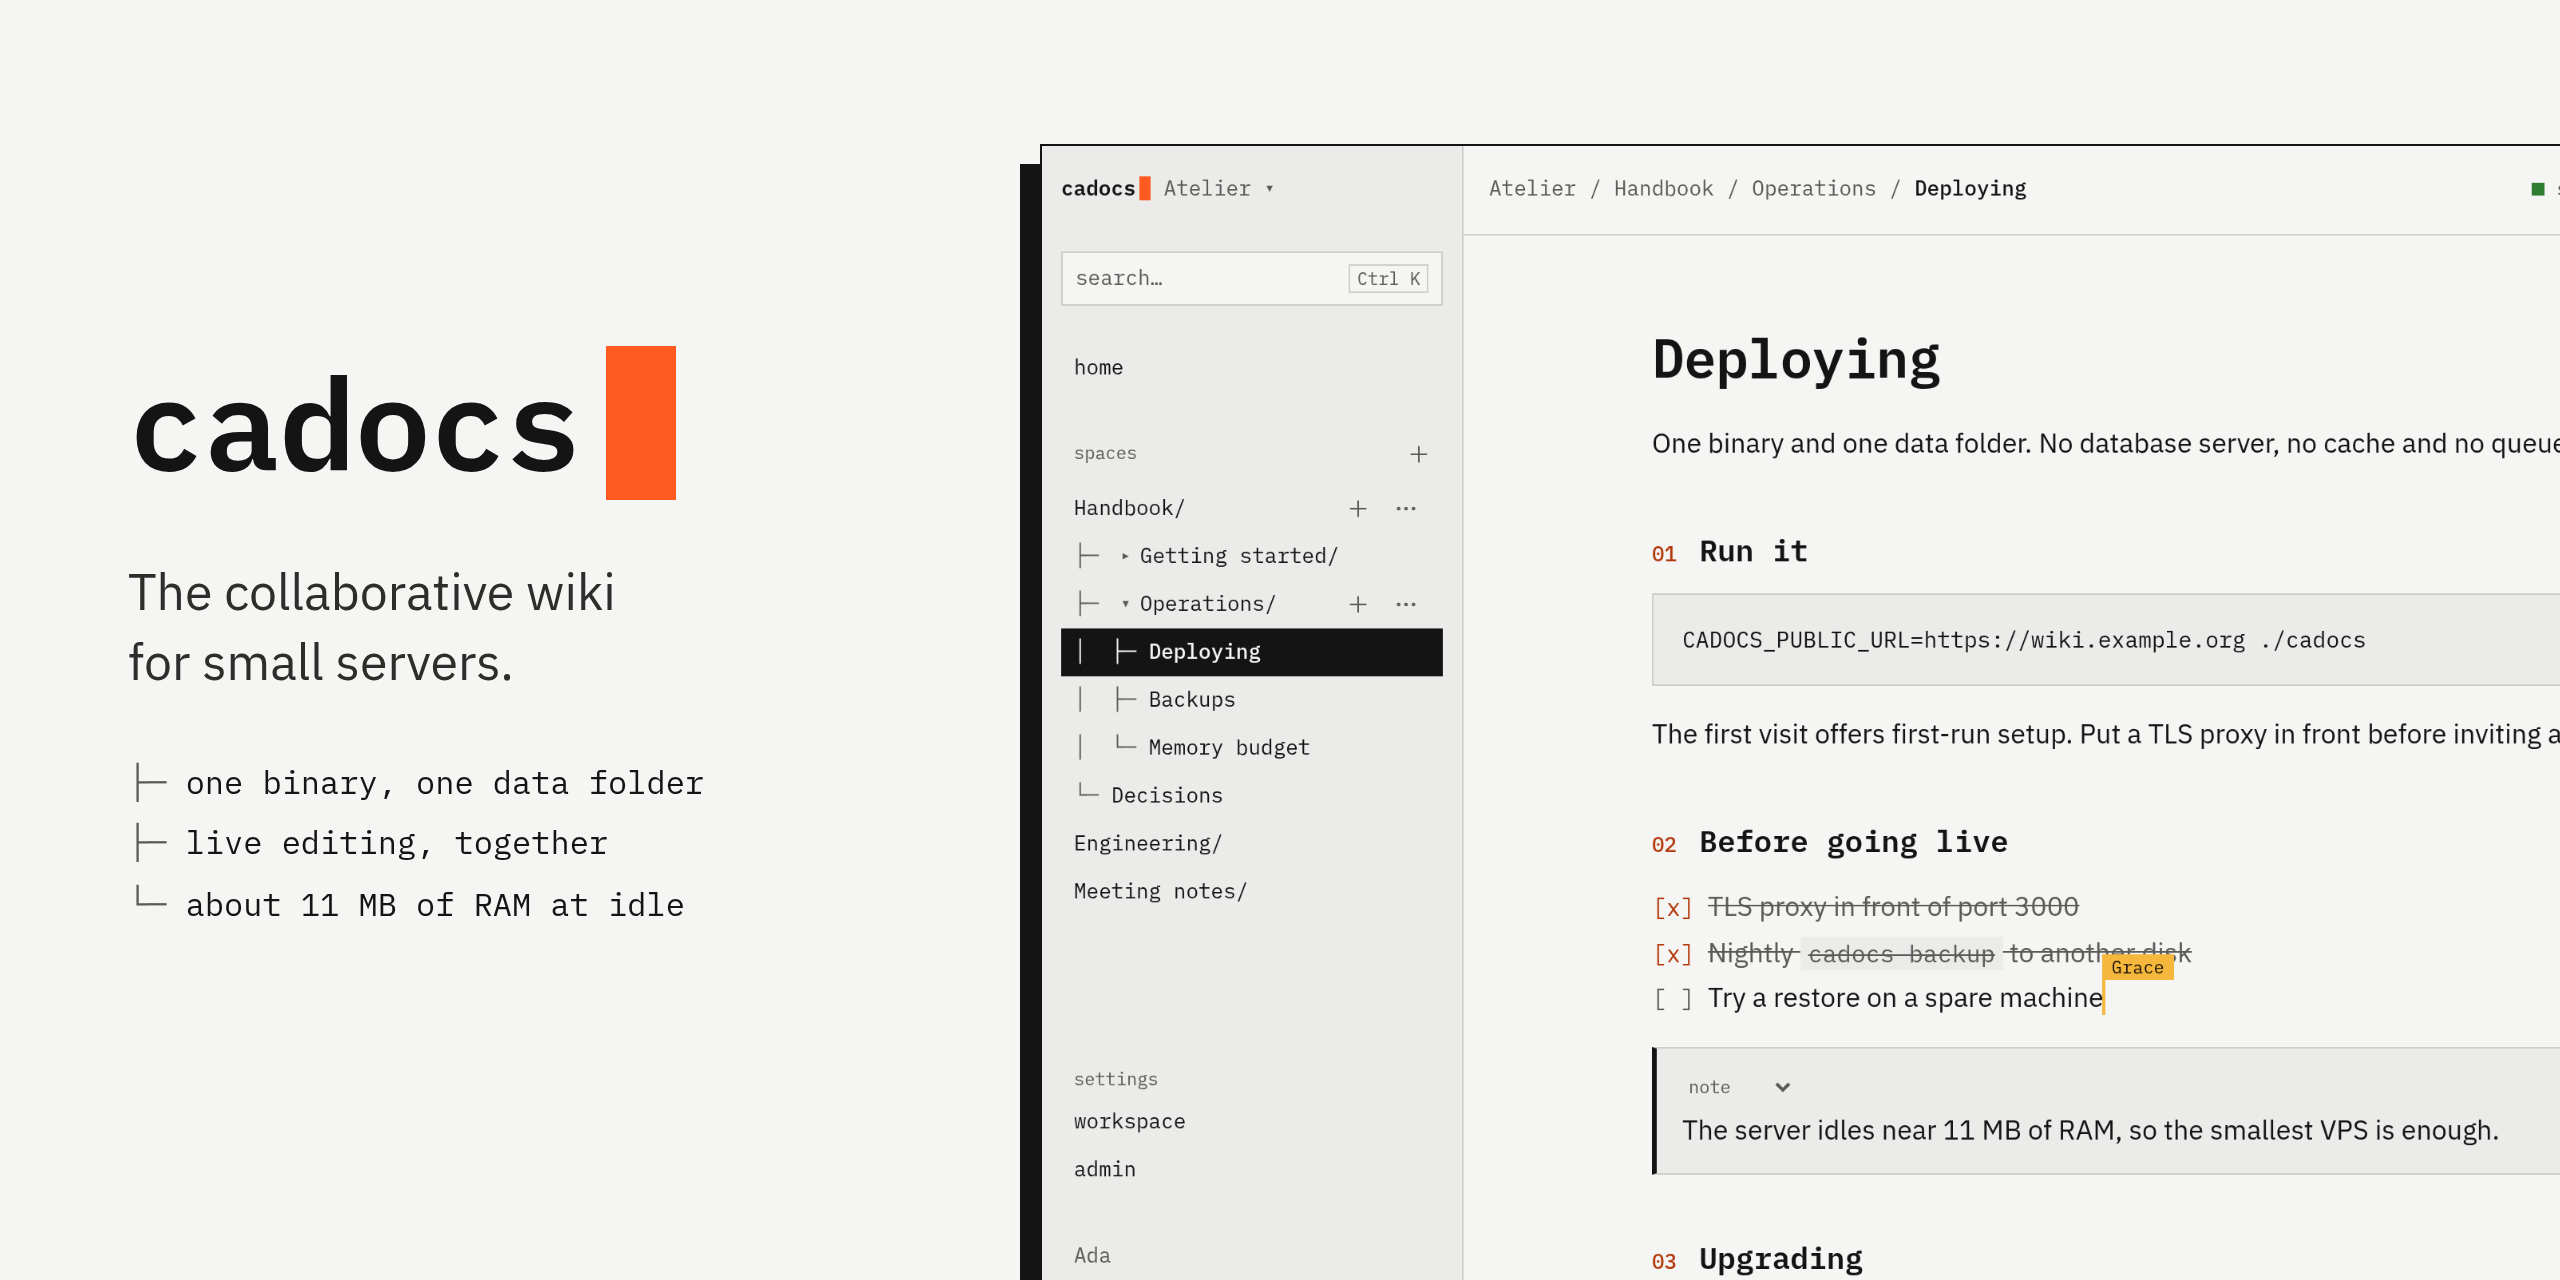 cadocs
The collaborative wiki
for small servers.
├─ one binary, one data folder
├─ live editing, together
└─ about 11 MB of RAM at idle
cadocs Atelier ▾
search…
Ctrl K
home
spaces +
Handbook/ + ···
├─ ▸ Getting started/
├─ ▾ Operations/ + ···
│ ├─ Deploying
│ ├─ Backups
│ └─ Memory budget
└─ Decisions
Engineering/
Meeting notes/
settings
workspace
admin
Ada
Atelier / Handbook / Operations / Deploying
Deploying
One binary and one data folder. No database server, no cache and no queue
01 Run it
CADOCS_PUBLIC_URL=https://wiki.example.org ./cadocs
The first visit offers first-run setup. Put a TLS proxy in front before inviting a
02 Before going live
[x] TLS proxy in front of port 3000
[x] Nightly cadocs backup to another disk
Grace
[ ] Try a restore on a spare machine
note
The server idles near 11 MB of RAM, so the smallest VPS is enough.
03 Upgrading